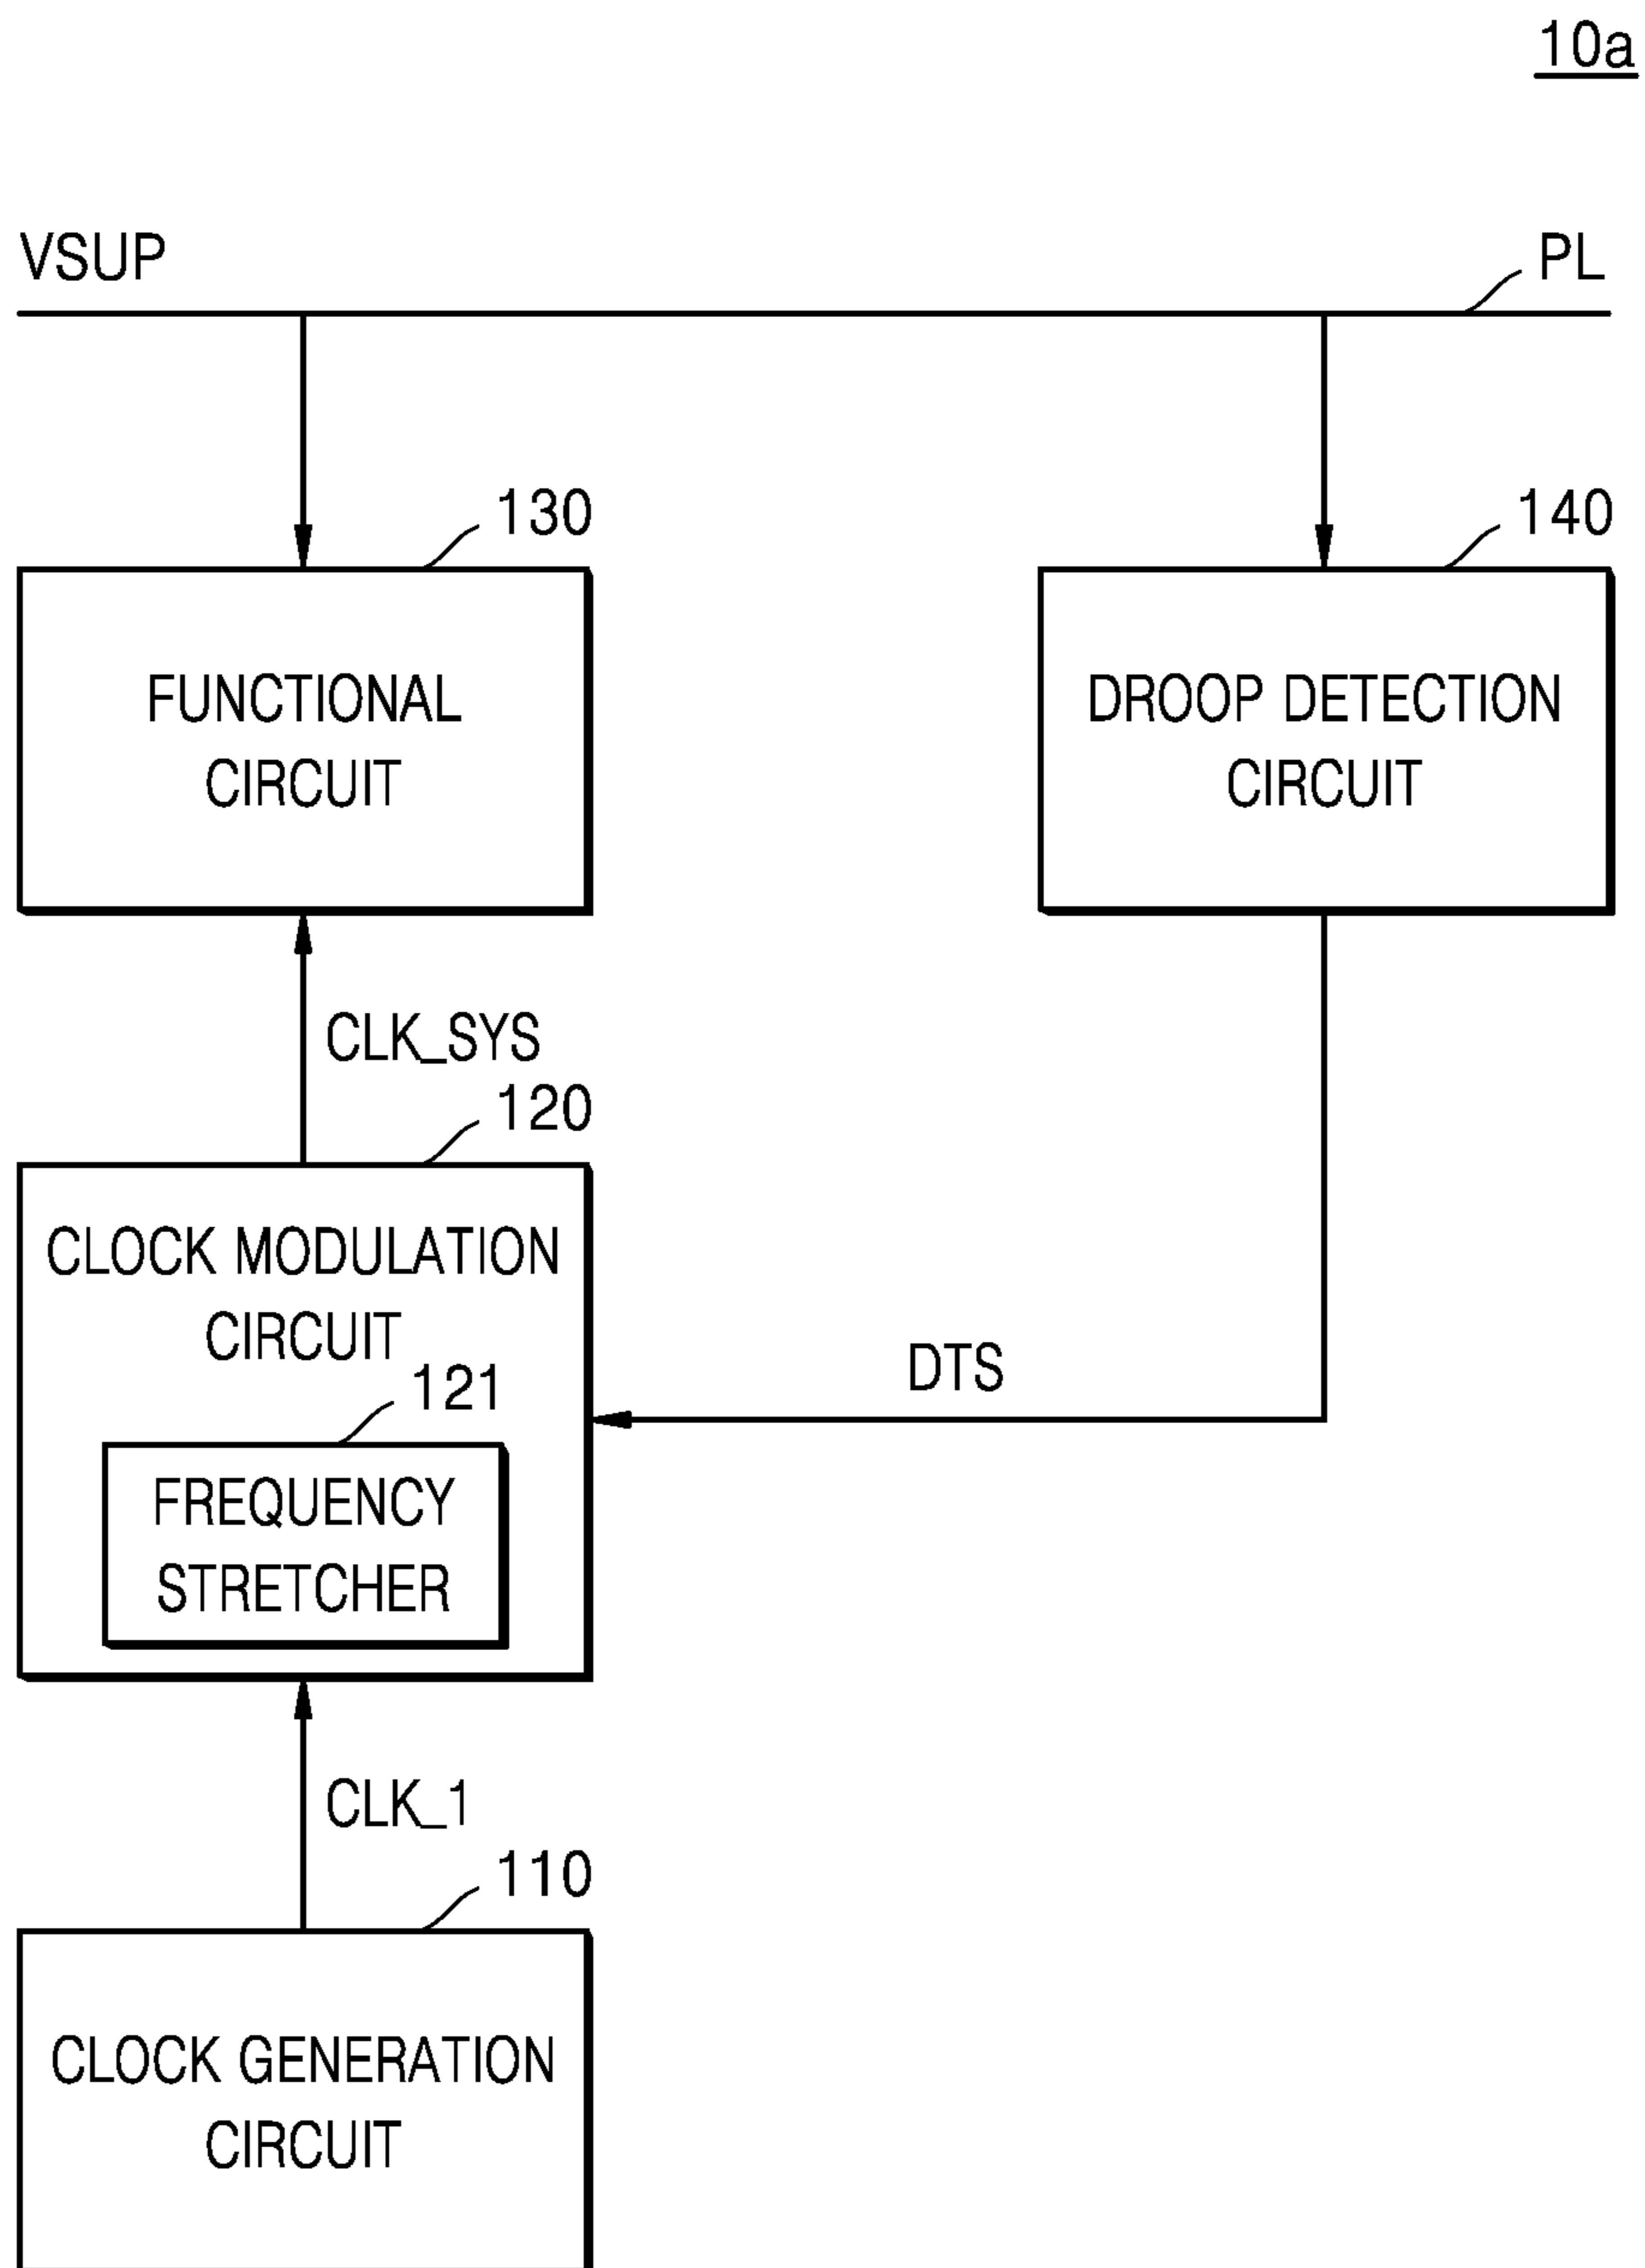 10a
VSUP
PL
130
140
FUNCTIONAL
CIRCUIT
DROOP DETECTION
CIRCUIT
CLK_SYS
120
CLOCK MODULATION
CIRCUIT
DTS
121
FREQUENCY
STRETCHER
CLK_1
110
CLOCK GENERATION
CIRCUIT